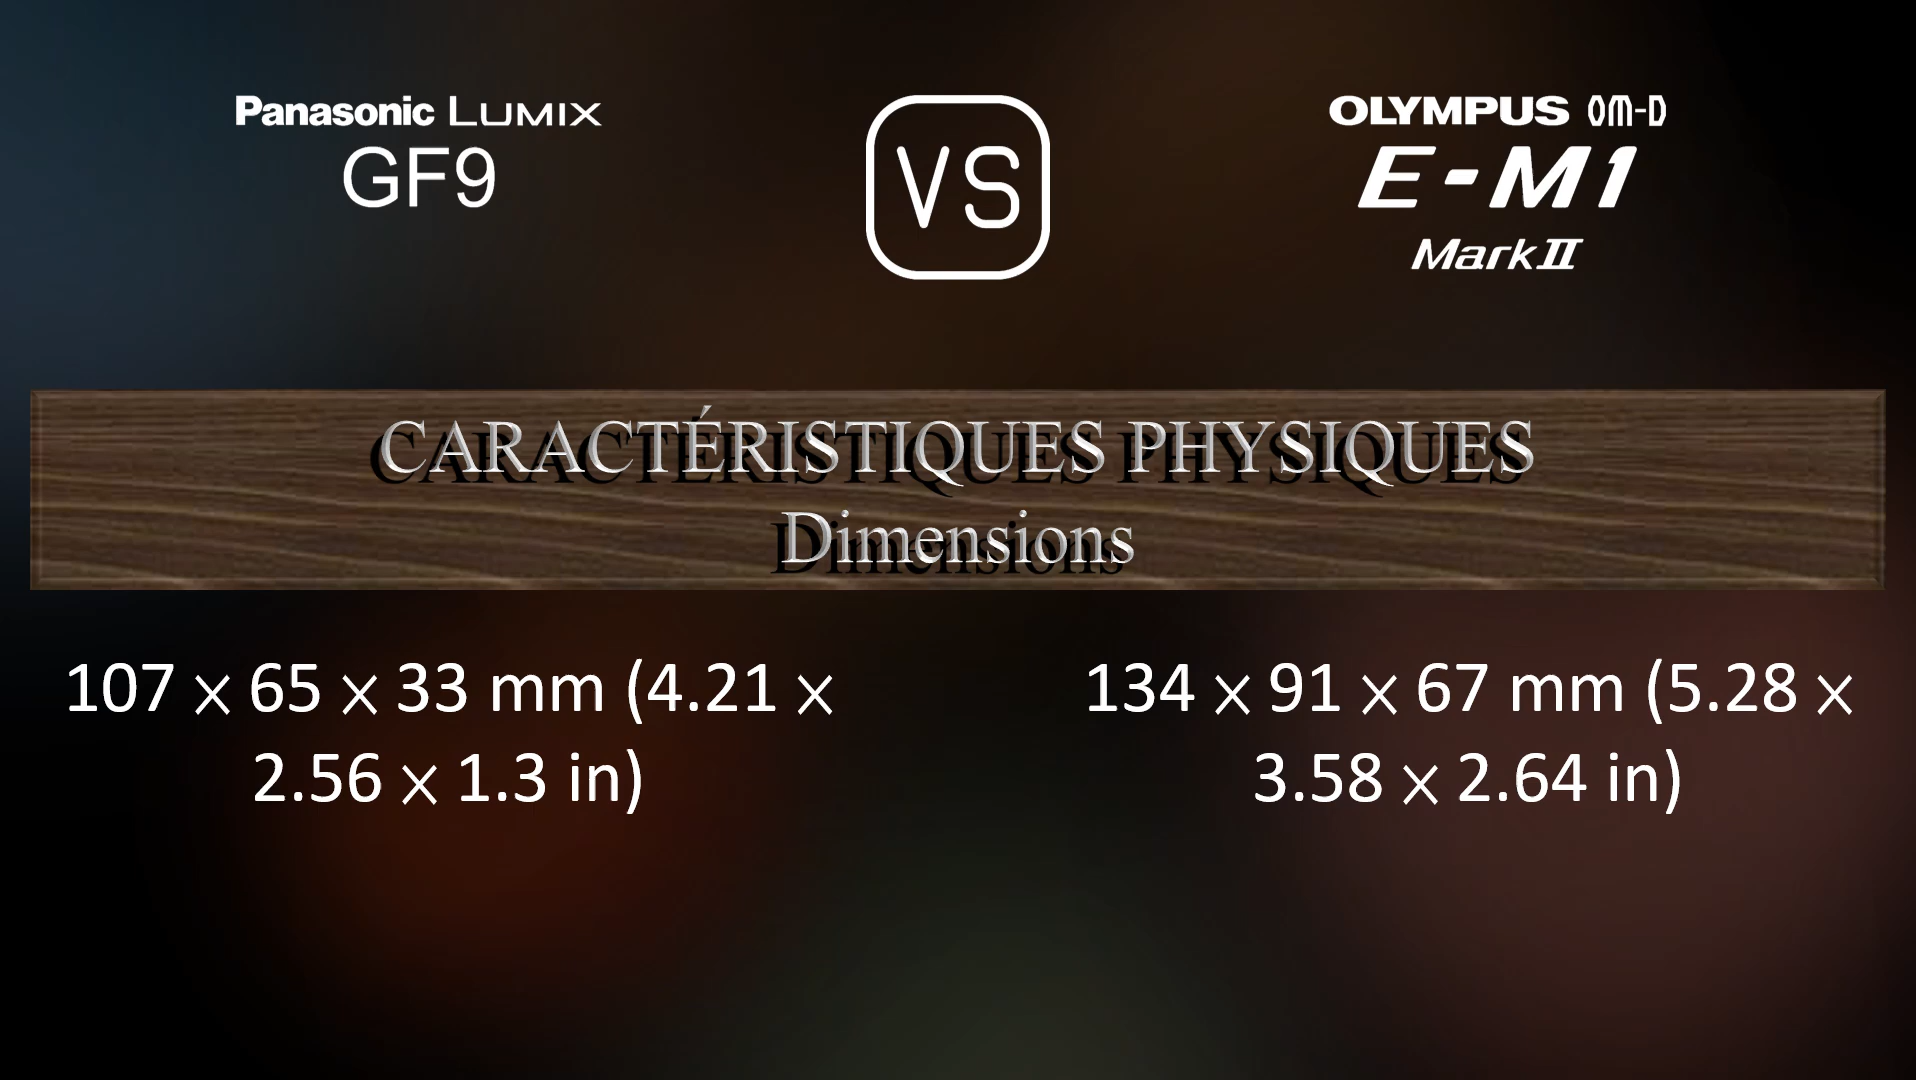 Panasonic LUMIX
GF9
VS
OLYMPUS OM-D
E-M1
Mark II
CARACTÉRISTIQUES PHYSIQUES
Dimensions
107 x 65 x 33 mm (4.21 x
2.56 x 1.3 in)
134 x 91 x 67 mm (5.28 x
3.58 x 2.64 in)